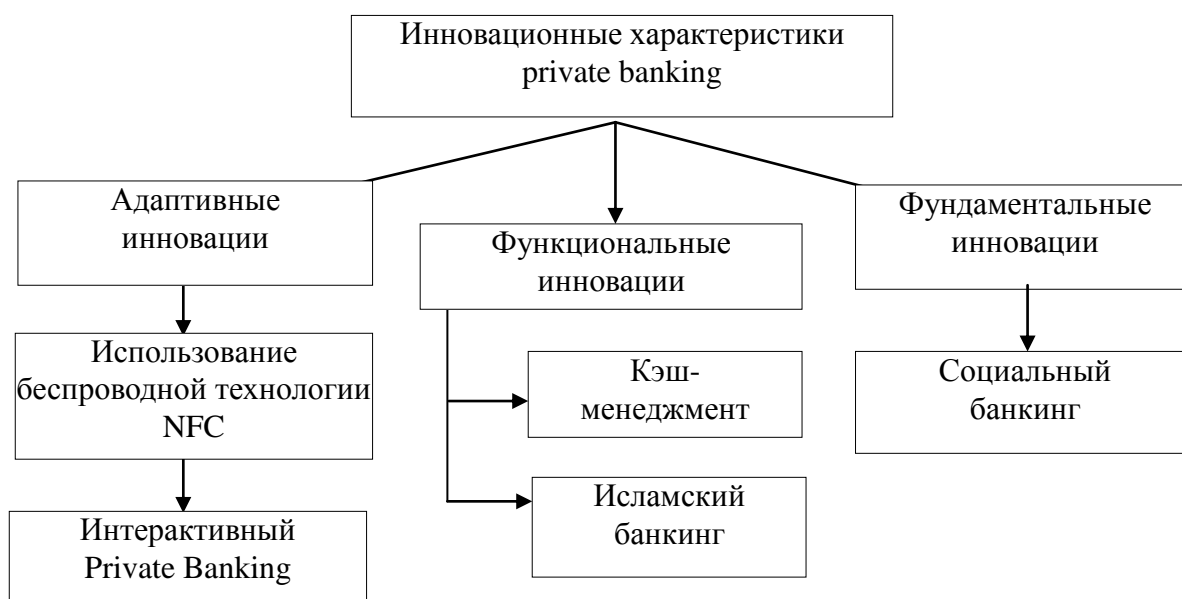 Инновационные характеристики
private banking
Адаптивные
инновации
Функциональные
инновации
Фундаментальные
инновации
Использование
беспроводной технологии
NFC
Кэш-
менеджмент
Социальный
банкинг
Исламский
банкинг
Интерактивный
Private Banking